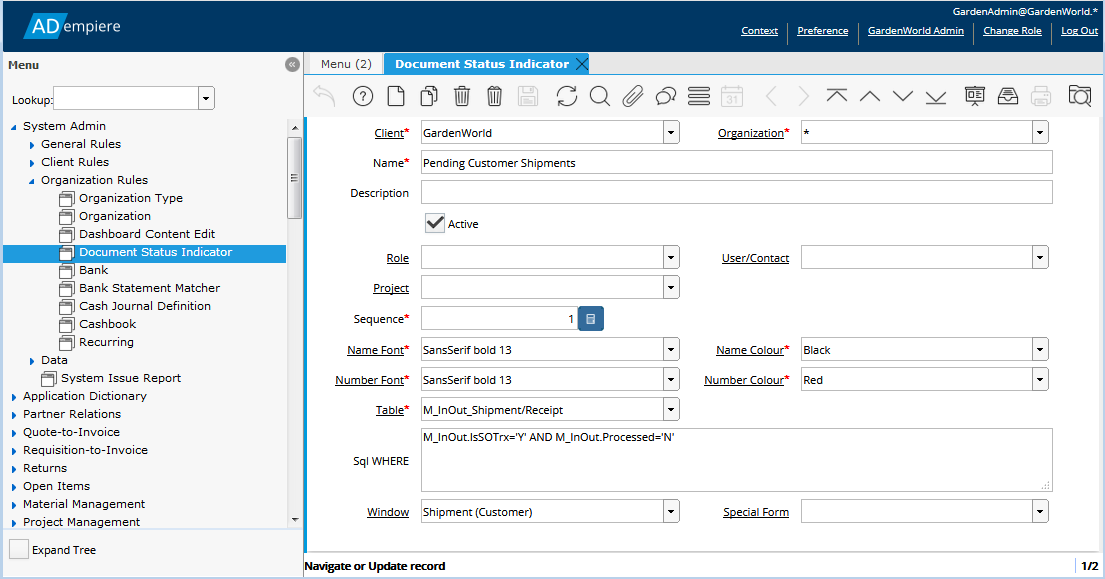 GardenAdmin@GardenWorld.*
ADempiere
Context Preference GardenWorld Admin Change Role Log Out
Menu
Menu (2) Document Status Indicator
Lookup:
31
System Admin
General Rules
Client Rules
Organization Rules
Organization Type
Organization
Dashboard Content Edit
Document Status Indicator
Bank
Bank Statement Matcher
Cash Journal Definition
Cashbook
Recurring
Data
System Issue Report
Application Dictionary
Partner Relations
Quote-to-Invoice
Requisition-to-Invoice
Returns
Open Items
Material Management
Project Management
Expand Tree
Client* GardenWorld Organization* *
Name* Pending Customer Shipments
Description
Active
Role User/Contact
Project
Sequence* 1
Name Font* SansSerif bold 13 Name Colour* Black
Number Font* SansSerif bold 13 Number Colour* Red
Table* M_InOut_Shipment/Receipt
Sql WHERE M_InOut.IsSOTrx='Y' AND M_InOut.Processed='N'
Window Shipment (Customer) Special Form
Navigate or Update record 1/2